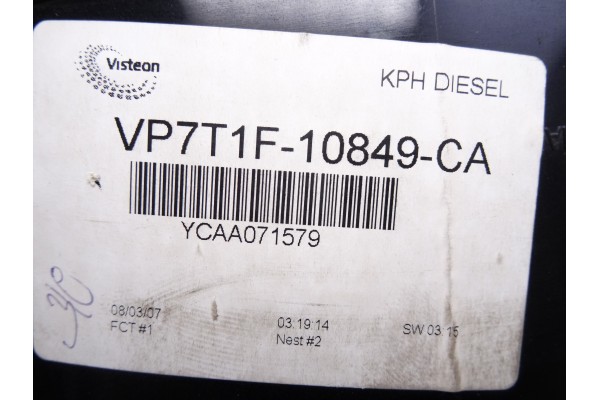 Visteon
KPH DIESEL
VP7T1F-10849-CA
YCAA071579
08/03/07 03:19:14 SW 03.15
FCT #1 Nest #2